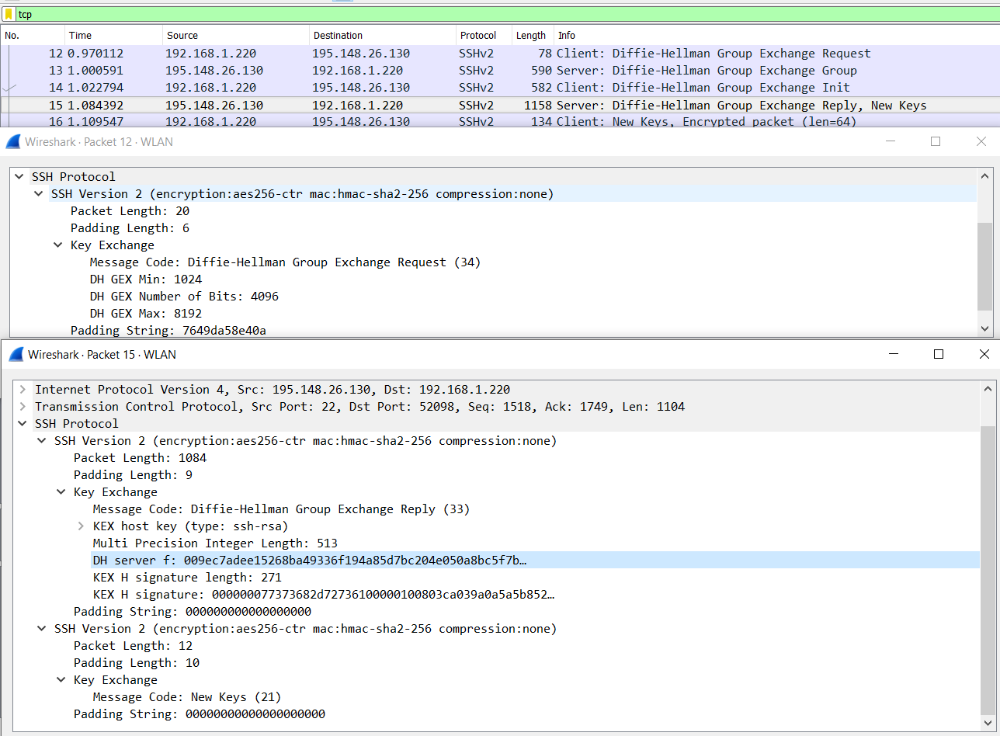 tcp
No. Time Source Destination Protocol Length Info
12 0.970112 192.168.1.220 195.148.26.130 SSHv2 78 Client: Diffie-Hellman Group Exchange Request
13 1.000591 195.148.26.130 192.168.1.220 SSHv2 590 Server: Diffie-Hellman Group Exchange Group
14 1.022794 192.168.1.220 195.148.26.130 SSHv2 582 Client: Diffie-Hellman Group Exchange Init
15 1.084392 195.148.26.130 192.168.1.220 SSHv2 1158 Server: Diffie-Hellman Group Exchange Reply, New Keys
16 1.109547 192.168.1.220 195.148.26.130 SSHv2 134 Client: New Keys, Encrypted packet (len=64)
Wireshark · Packet 12 · WLAN
SSH Protocol
SSH Version 2 (encryption:aes256-ctr mac:hmac-sha2-256 compression:none)
Packet Length: 20
Padding Length: 6
Key Exchange
Message Code: Diffie-Hellman Group Exchange Request (34)
DH GEX Min: 1024
DH GEX Number of Bits: 4096
DH GEX Max: 8192
Padding String: 7649da58e40a
Wireshark · Packet 15 · WLAN
Internet Protocol Version 4, Src: 195.148.26.130, Dst: 192.168.1.220
Transmission Control Protocol, Src Port: 22, Dst Port: 52098, Seq: 1518, Ack: 1749, Len: 1104
SSH Protocol
SSH Version 2 (encryption:aes256-ctr mac:hmac-sha2-256 compression:none)
Packet Length: 1084
Padding Length: 9
Key Exchange
Message Code: Diffie-Hellman Group Exchange Reply (33)
KEX host key (type: ssh-rsa)
Multi Precision Integer Length: 513
DH server f: 009ec7adee15268ba49336f194a85d7bc204e050a8bc5f7b…
KEX H signature length: 271
KEX H signature: 000000077373682d72736100000100803ca039a0a5a5b852…
Padding String: 000000000000000000
SSH Version 2 (encryption:aes256-ctr mac:hmac-sha2-256 compression:none)
Packet Length: 12
Padding Length: 10
Key Exchange
Message Code: New Keys (21)
Padding String: 00000000000000000000